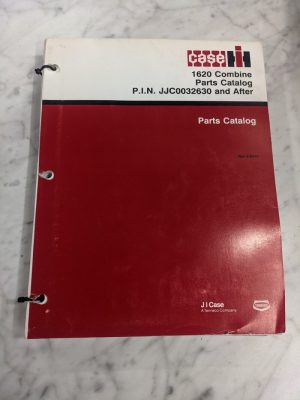 case IH
1620 Combine
Parts Catalog
P.I.N. JJC0032630 and After
Parts Catalog
J I Case
A Tenneco Company